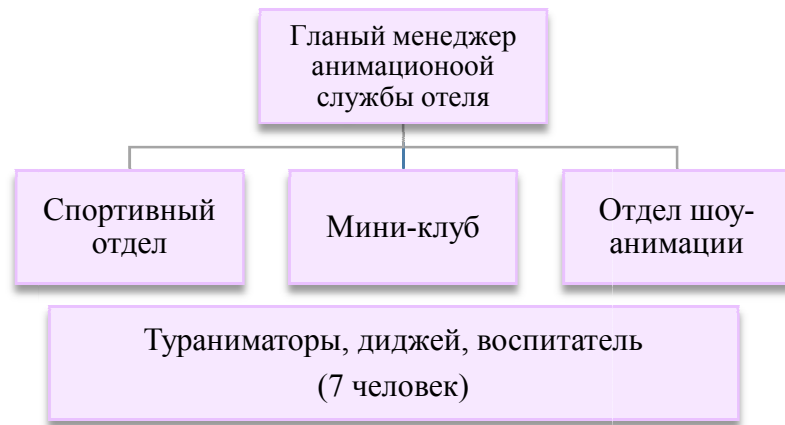 Гланый менеджер
анимационоой
службы отеля
Спортивный
отдел
Мини-клуб
Отдел шоу-
анимации
Тураниматоры, диджей, воспитатель
(7 человек)